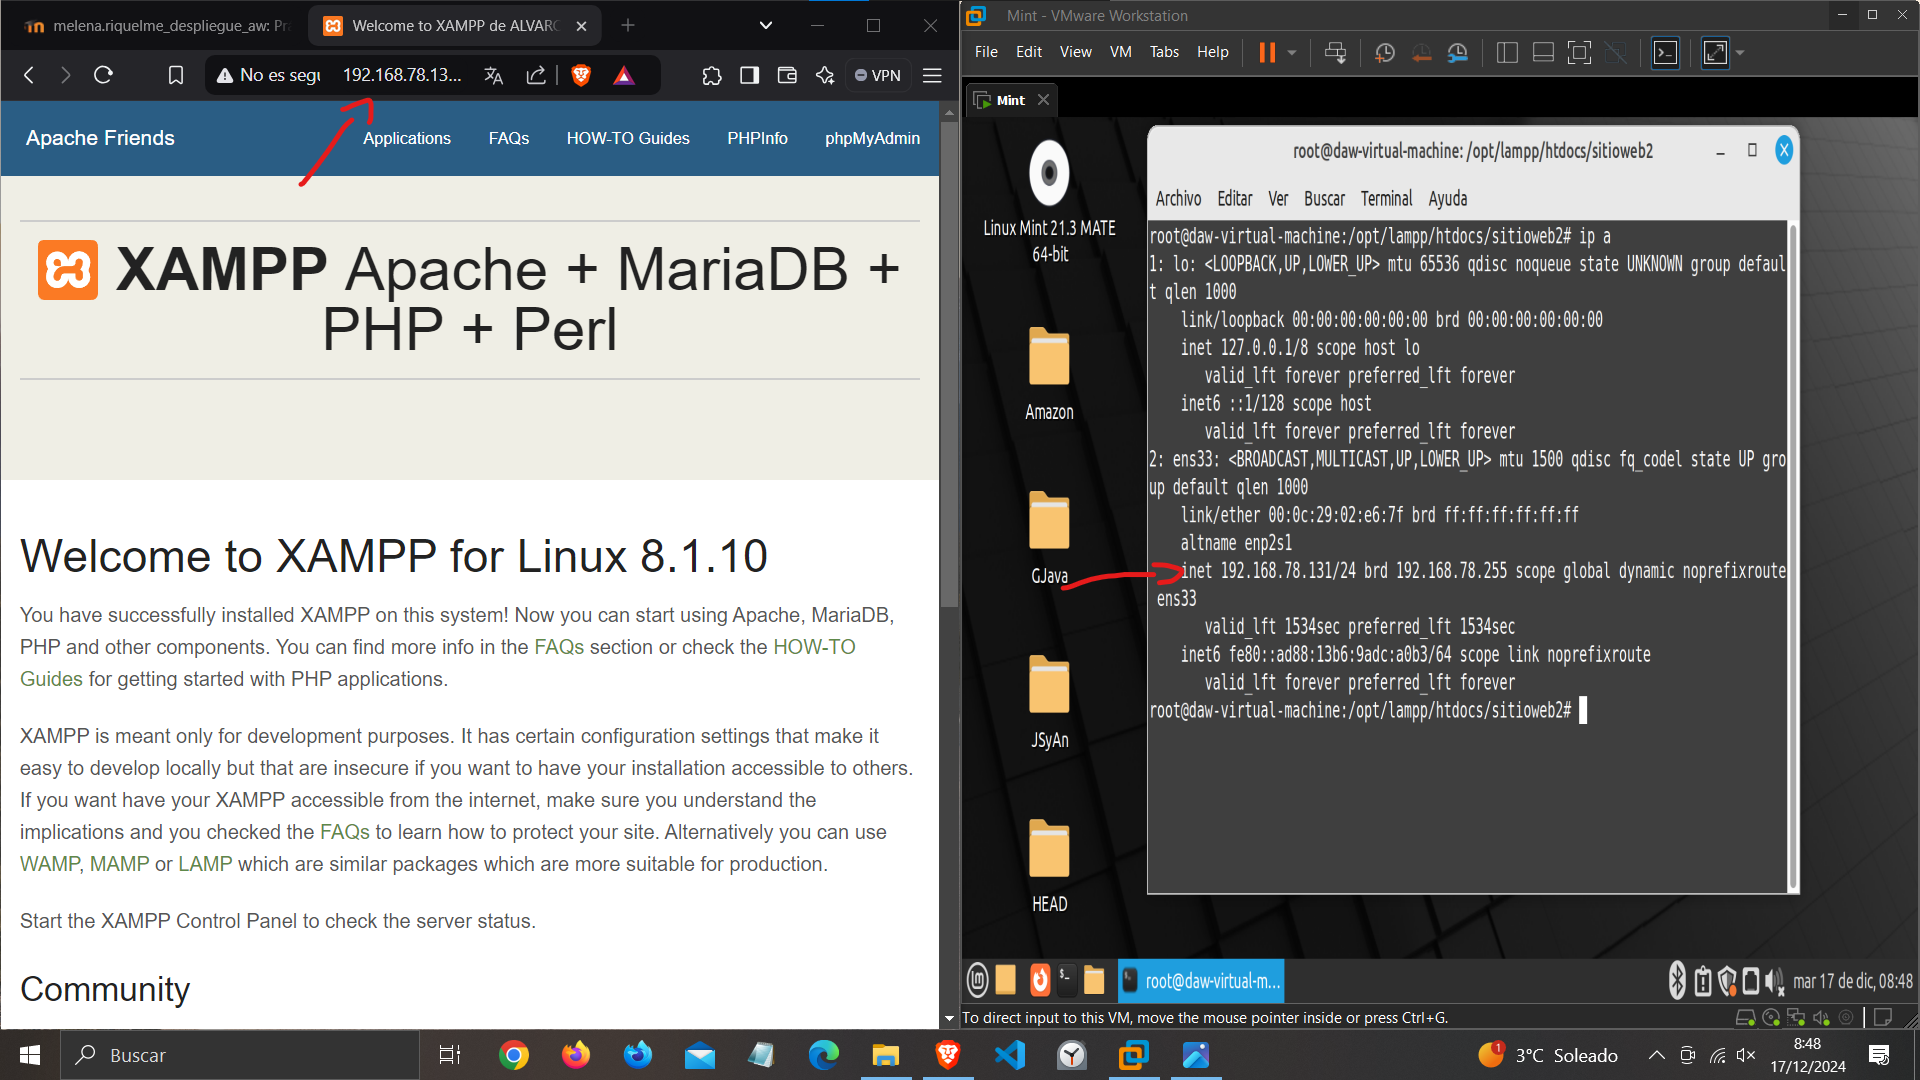 melena.riquelme_despliegue_aw: Prá
Welcome to XAMPP de ALVARO
No es segu
192.168.78.13...
VPN
Apache Friends
Applications
FAQs
HOW-TO Guides
PHPInfo
phpMyAdmin
XAMPP Apache + MariaDB +
PHP + Perl
Welcome to XAMPP for Linux 8.1.10
You have successfully installed XAMPP on this system! Now you can start using Apache, MariaDB,
PHP and other components. You can find more info in the FAQs section or check the HOW-TO
Guides for getting started with PHP applications.
XAMPP is meant only for development purposes. It has certain configuration settings that make it
easy to develop locally but that are insecure if you want to have your installation accessible to others.
If you want have your XAMPP accessible from the internet, make sure you understand the
implications and you checked the FAQs to learn how to protect your site. Alternatively you can use
WAMP, MAMP or LAMP which are similar packages which are more suitable for production.
Start the XAMPP Control Panel to check the server status.
Community
Mint - VMware Workstation
File Edit View VM Tabs Help
Mint
Linux Mint 21.3 MATE
64-bit
Amazon
GJava
JSyAn
HEAD
root@daw-virtual-machine: /opt/lampp/htdocs/sitioweb2
Archivo Editar Ver Buscar Terminal Ayuda
root@daw-virtual-machine:/opt/lampp/htdocs/sitioweb2# ip a
1: lo: <LOOPBACK,UP,LOWER_UP> mtu 65536 qdisc noqueue state UNKNOWN group defaul
t qlen 1000
link/loopback 00:00:00:00:00:00 brd 00:00:00:00:00:00
inet 127.0.0.1/8 scope host lo
valid_lft forever preferred_lft forever
inet6 ::1/128 scope host
valid_lft forever preferred_lft forever
2: ens33: <BROADCAST,MULTICAST,UP,LOWER_UP> mtu 1500 qdisc fq_codel state UP gro
up default qlen 1000
link/ether 00:0c:29:02:e6:7f brd ff:ff:ff:ff:ff:ff
altname enp2s1
inet 192.168.78.131/24 brd 192.168.78.255 scope global dynamic noprefixroute
ens33
valid_lft 1534sec preferred_lft 1534sec
inet6 fe80::ad88:13b6:9adc:a0b3/64 scope link noprefixroute
valid_lft forever preferred_lft forever
root@daw-virtual-machine:/opt/lampp/htdocs/sitioweb2#
root@daw-virtual-m...
mar 17 de dic, 08:48
To direct input to this VM, move the mouse pointer inside or press Ctrl+G.
Buscar
1
3°C Soleado
8:48
17/12/2024